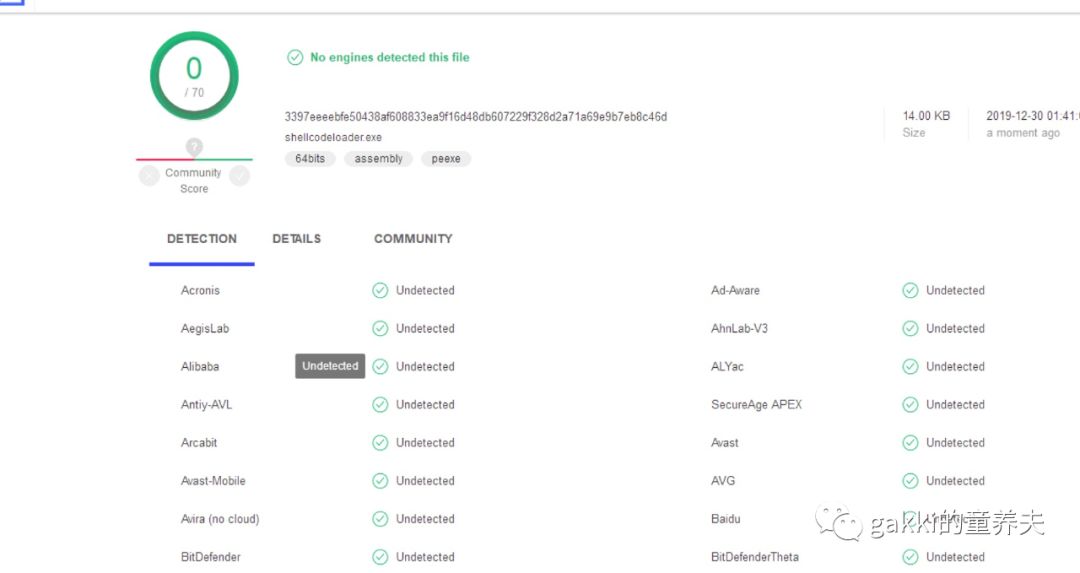 0
/ 70
No engines detected this file
3397eeeebfe50438af608833ea9f16d48db607229f328d2a71a69e9b7eb8c46d
shellcodeloader.exe
64bits assembly peexe
14.00 KB
Size
2019-12-30 01.41:
a moment ago
?
Community
Score
DETECTION DETAILS COMMUNITY
Acronis Undetected Ad-Aware Undetected
AegisLab Undetected AhnLab-V3 Undetected
Alibaba Undetected Undetected ALYac Undetected
Antiy-AVL Undetected SecureAge APEX Undetected
Arcabit Undetected Avast Undetected
Avast-Mobile Undetected AVG Undetected
Avira (no cloud) Undetected Baidu
gakki的童养夫
BitDefender Undetected BitDefenderTheta Undetected